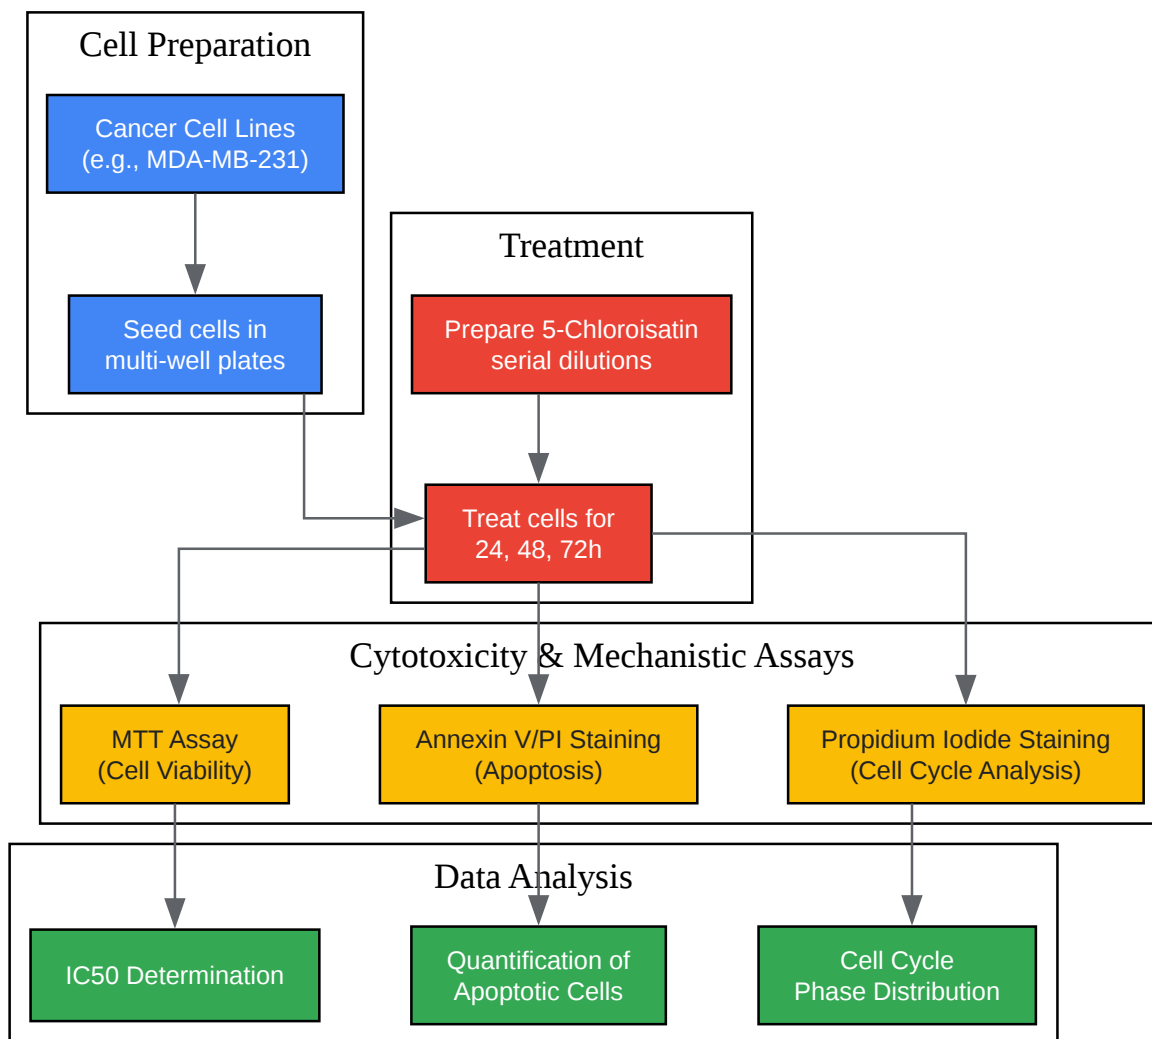 Cell Preparation
Cancer Cell Lines
(e.g., MDA-MB-231)
Seed cells in
multi-well plates
Treatment
Prepare 5-Chloroisatin
serial dilutions
Treat cells for
24, 48, 72h
Cytotoxicity & Mechanistic Assays
MTT Assay
(Cell Viability)
Annexin V/PI Staining
(Apoptosis)
Propidium Iodide Staining
(Cell Cycle Analysis)
Data Analysis
IC50 Determination
Quantification of
Apoptotic Cells
Cell Cycle
Phase Distribution